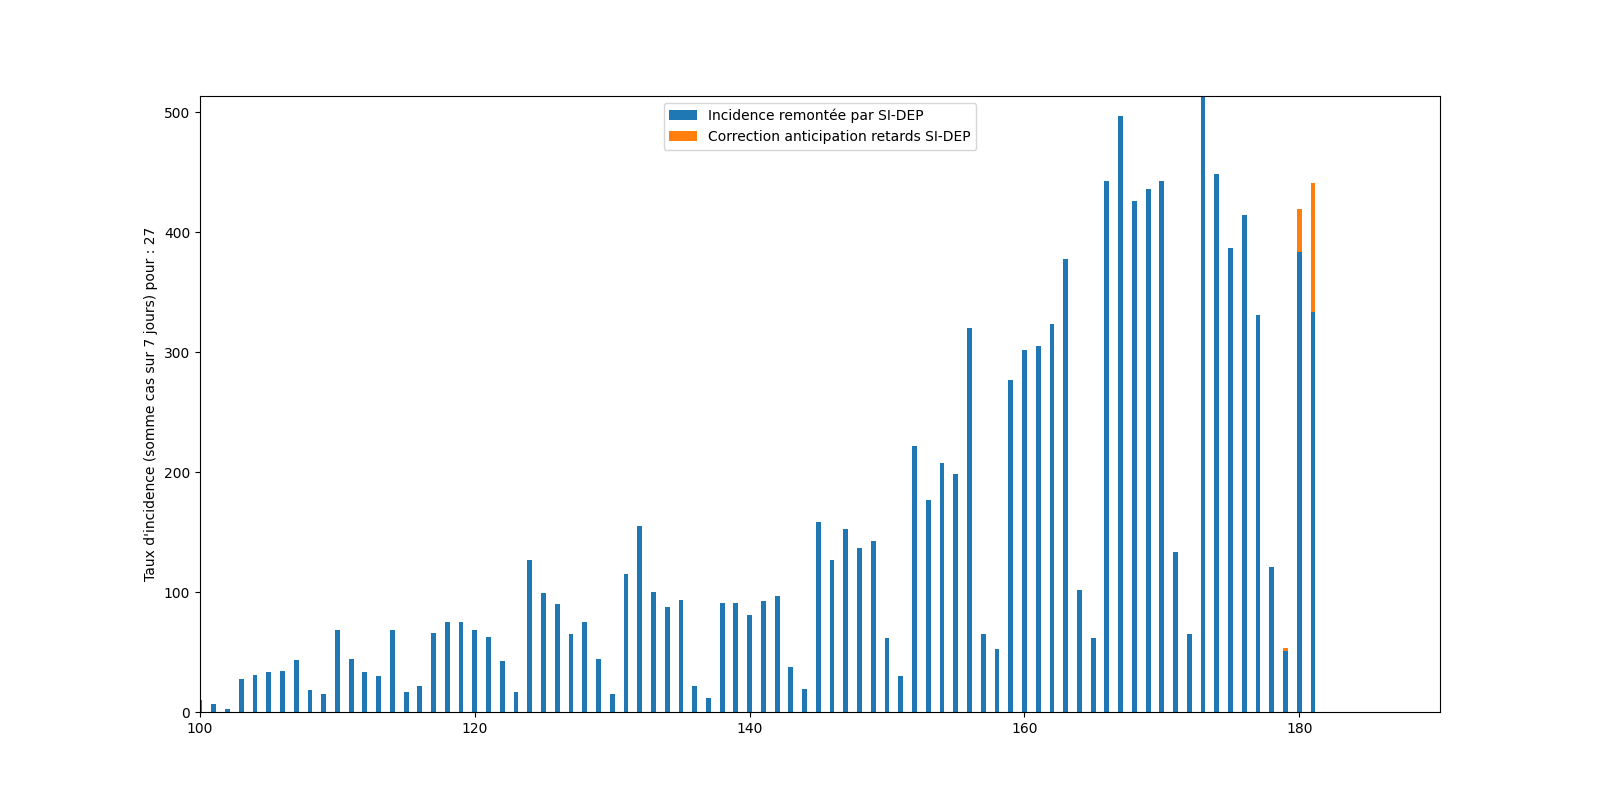 Incidence remontée par SI-DEP
Correction anticipation retards SI-DEP
Taux d'incidence (somme cas sur 7 jours) pour : 27
500
400
300
200
100
0
100 120 140 160 180